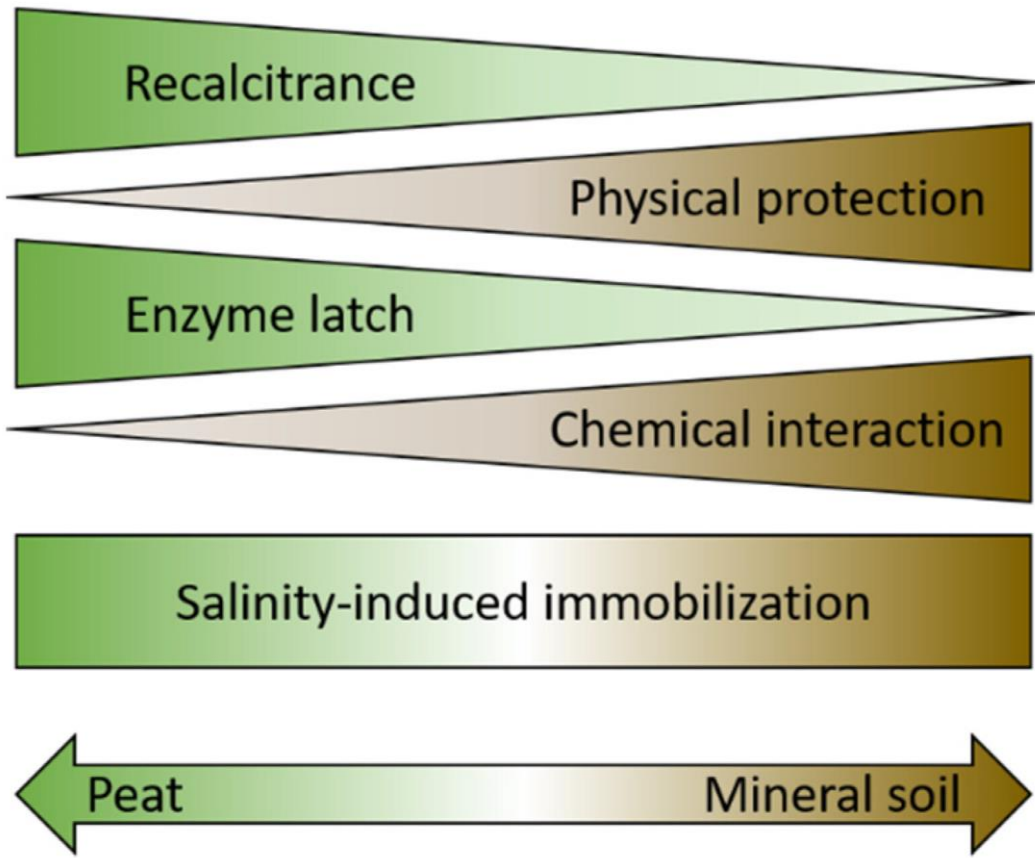 Recalcitrance
Physical protection
Enzyme latch
Chemical interaction
Salinity-induced immobilization
Peat
Mineral soil